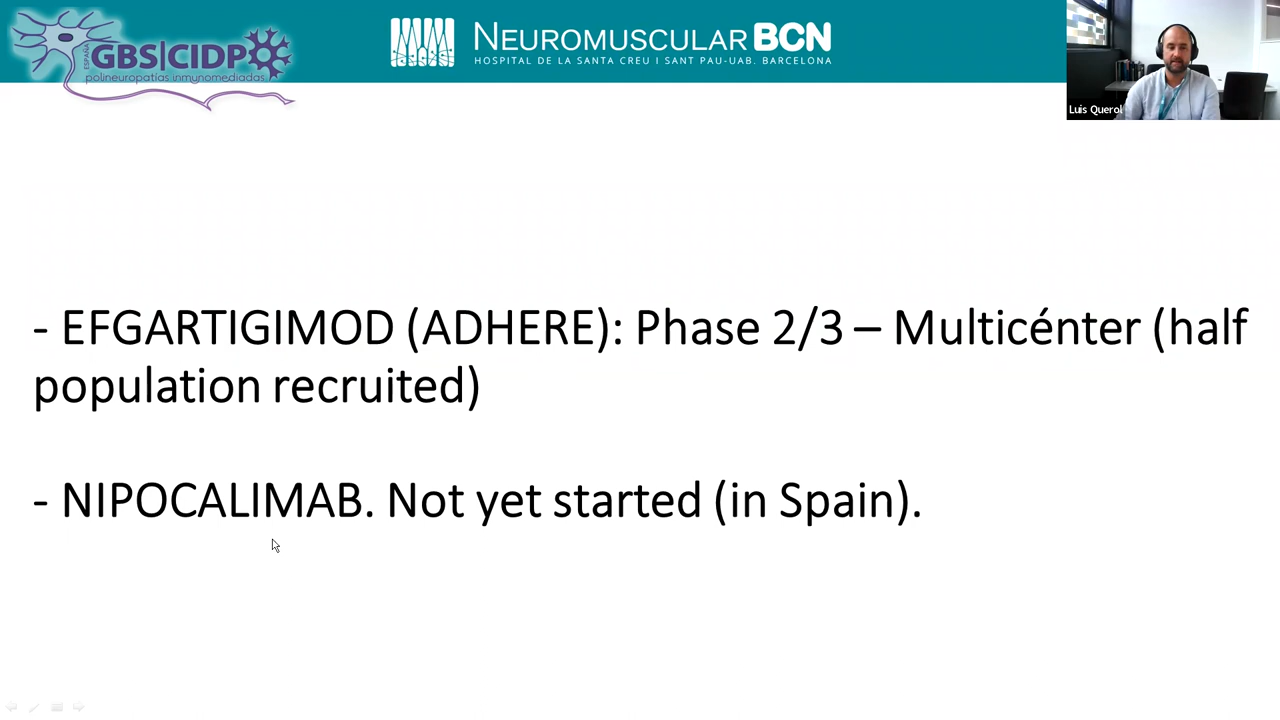 ESPAÑA
GBS|CIDP
polineuropatías inmunomediadas
NEUROMUSCULAR BCN
HOSPITAL DE LA SANTA CREU I SANT PAU-UAB. BARCELONA
Luis Querol
- EFGARTIGIMOD (ADHERE): Phase 2/3 – Multicénter (half
population recruited)
- NIPOCALIMAB. Not yet started (in Spain).